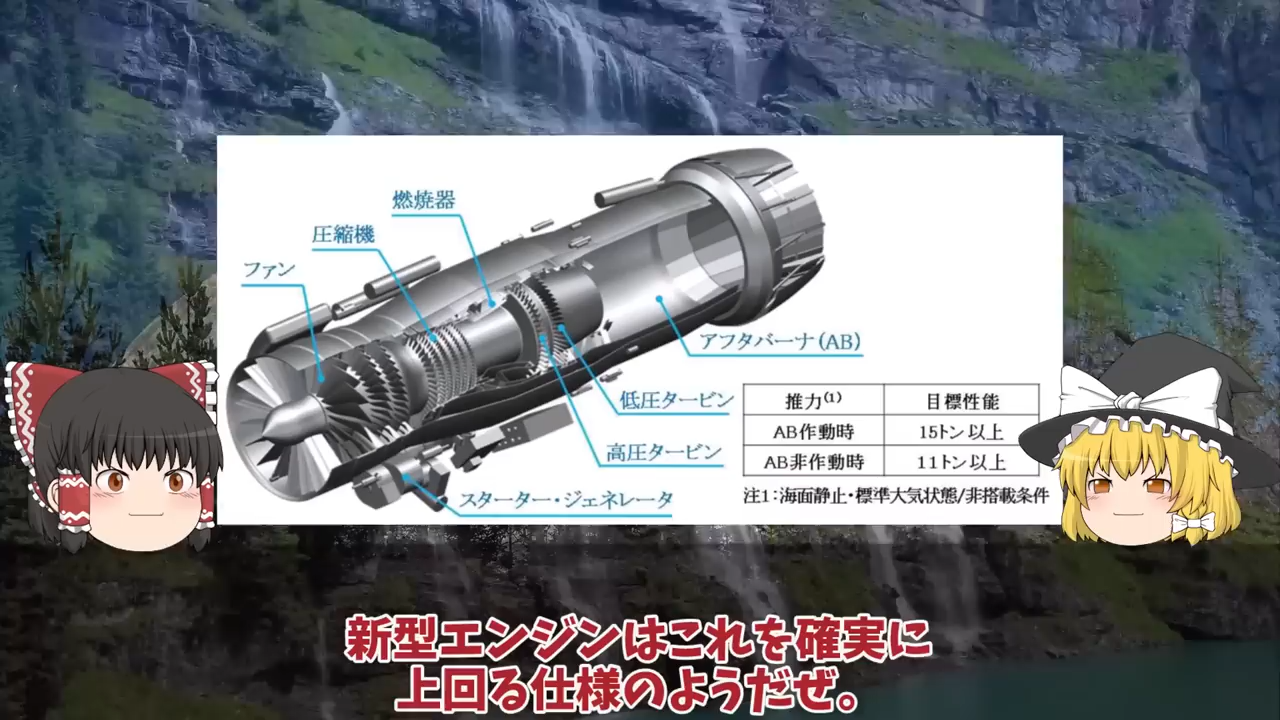 燃焼器
圧縮機
ファン
アフタバーナ(AB)
低圧タービン
高圧タービン
スターター・ジェネレータ
推力(1) 目標性能
AB作動時 15トン以上
AB非作動時 11トン以上
注1:海面静止・標準大気状態/非搭載条件
新型エンジンはこれを確実に
上回る仕様のようだぜ。